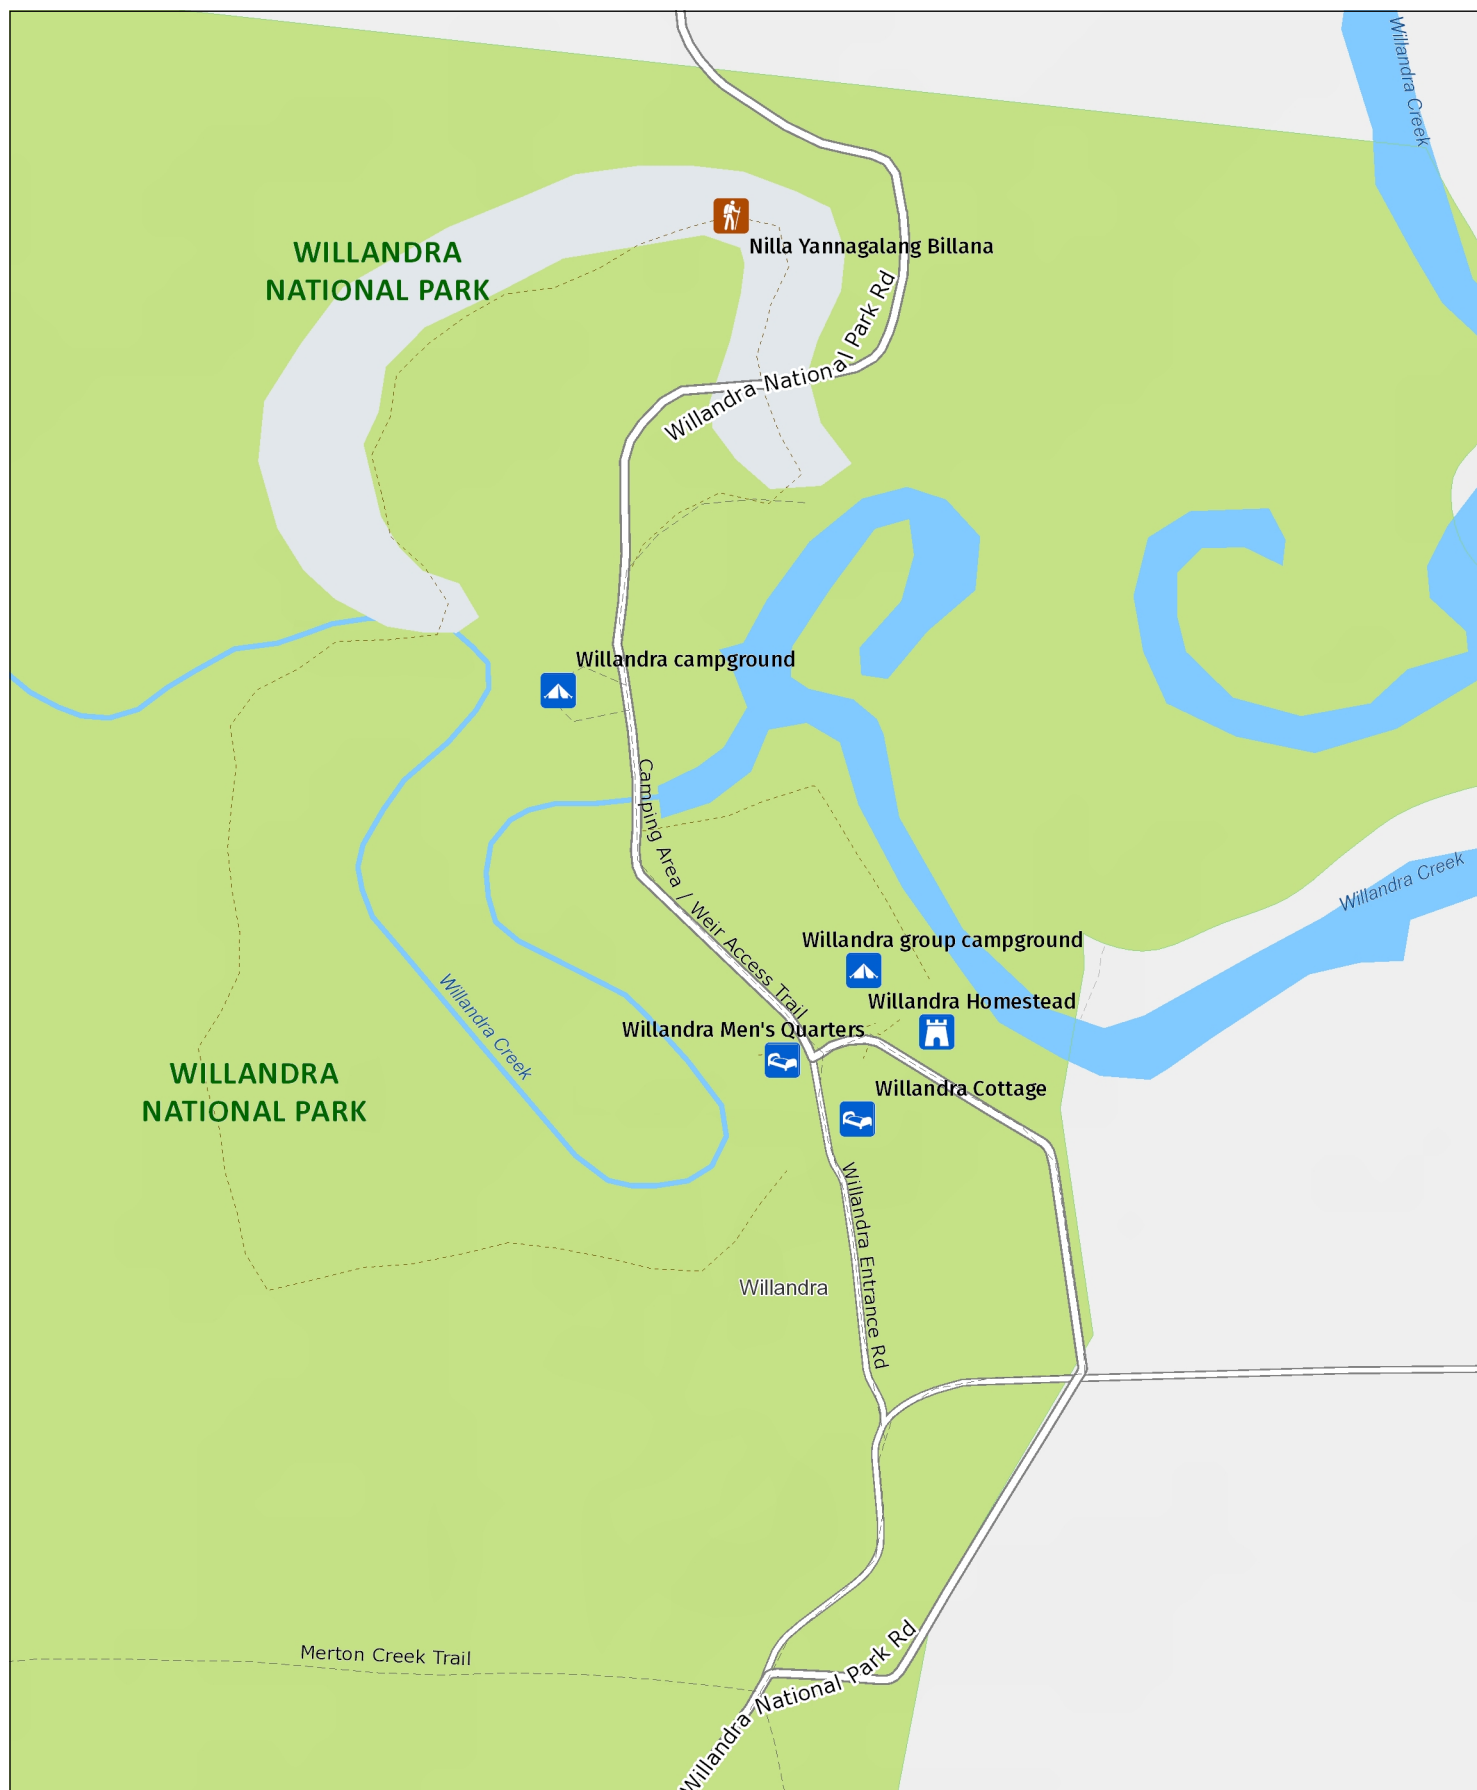 Willandra Creek
WILLANDRA
NATIONAL PARK
Nilla Yannagalang Billana
Willandra National Park Rd
Willandra campground
Camping Area / Weir Access Trail
Willandra Creek
Willandra group campground
Willandra Homestead
Willandra Creek
Willandra Men's Quarters
WILLANDRA
NATIONAL PARK
Willandra Cottage
Willandra Entrance Rd
Willandra
Merton Creek Trail
Willandra National Park Rd